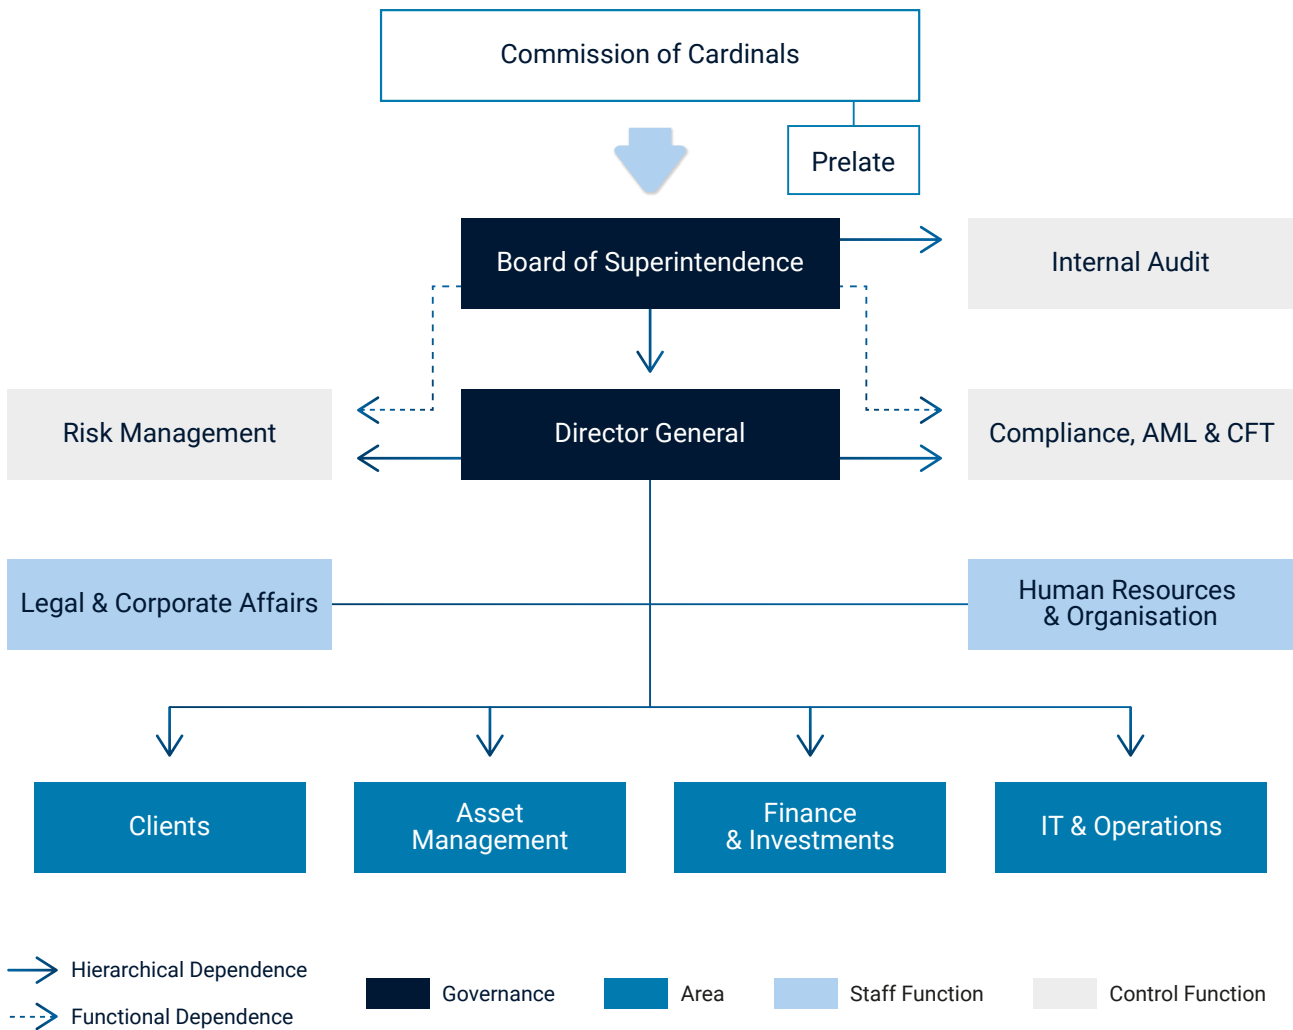 Commission of Cardinals
Prelate
Board of Superintendence
Internal Audit
Risk Management
Director General
Compliance, AML & CFT
Legal & Corporate Affairs
Human Resources
& Organisation
Clients
Asset
Management
Finance
& Investments
IT & Operations
Hierarchical Dependence
Functional Dependence
Governance
Area
Staff Function
Control Function